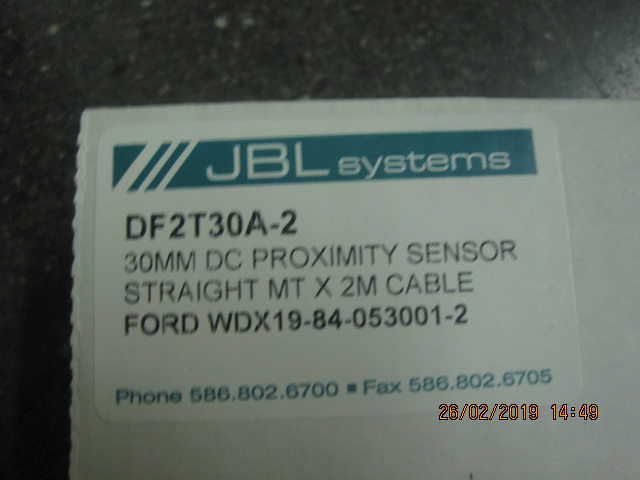 JBL systems
DF2T30A-2
30MM DC PROXIMITY SENSOR
STRAIGHT MT X 2M CABLE
FORD WDX19-84-053001-2
Phone 586.802.6700 ▪ Fax 586.802.6705
26/02/2019 14:49